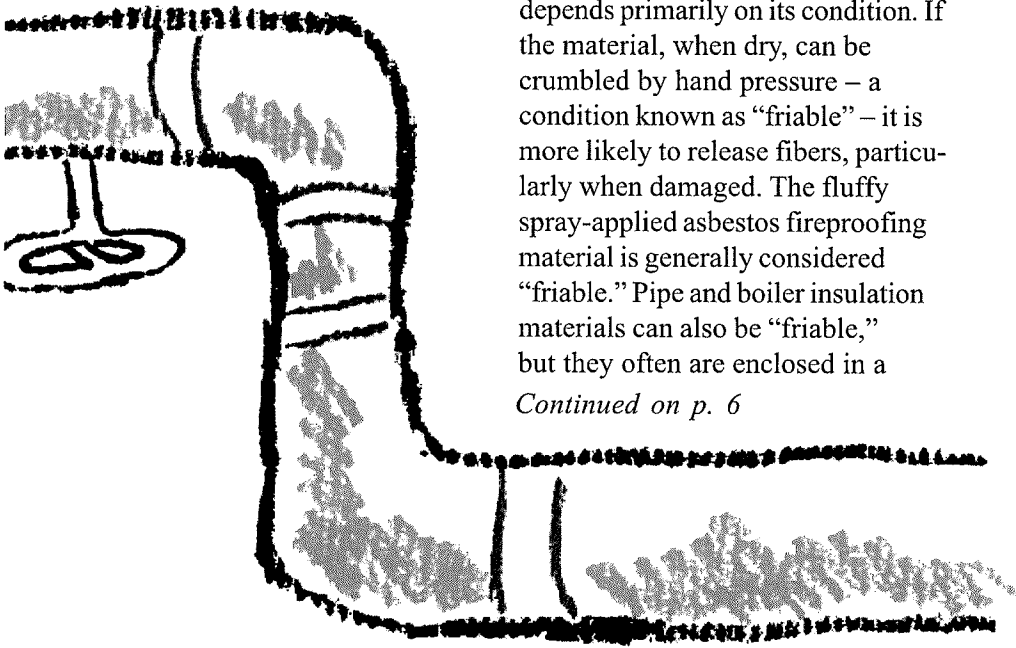 depends primarily on its condition. If
the material, when dry, can be
crumbled by hand pressure – a
condition known as “friable” – it is
more likely to release fibers, particu-
larly when damaged. The fluffy
spray-applied asbestos fireproofing
material is generally considered
“friable.” Pipe and boiler insulation
materials can also be “friable,”
but they often are enclosed in a
Continued on p. 6